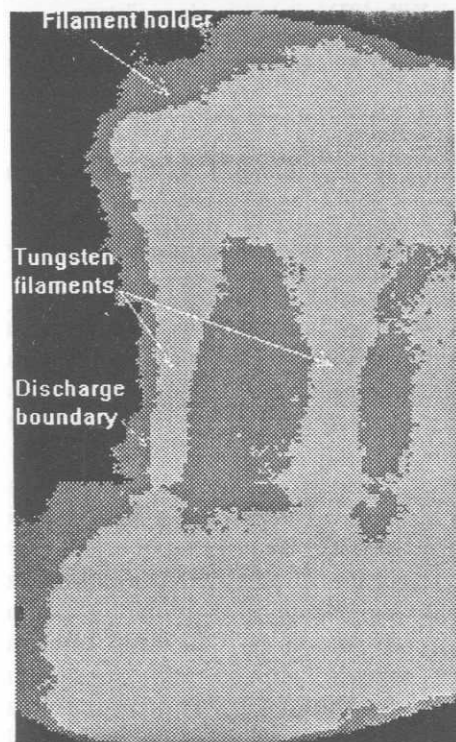 Filament holder
Tungsten
filaments
Discharge
boundary